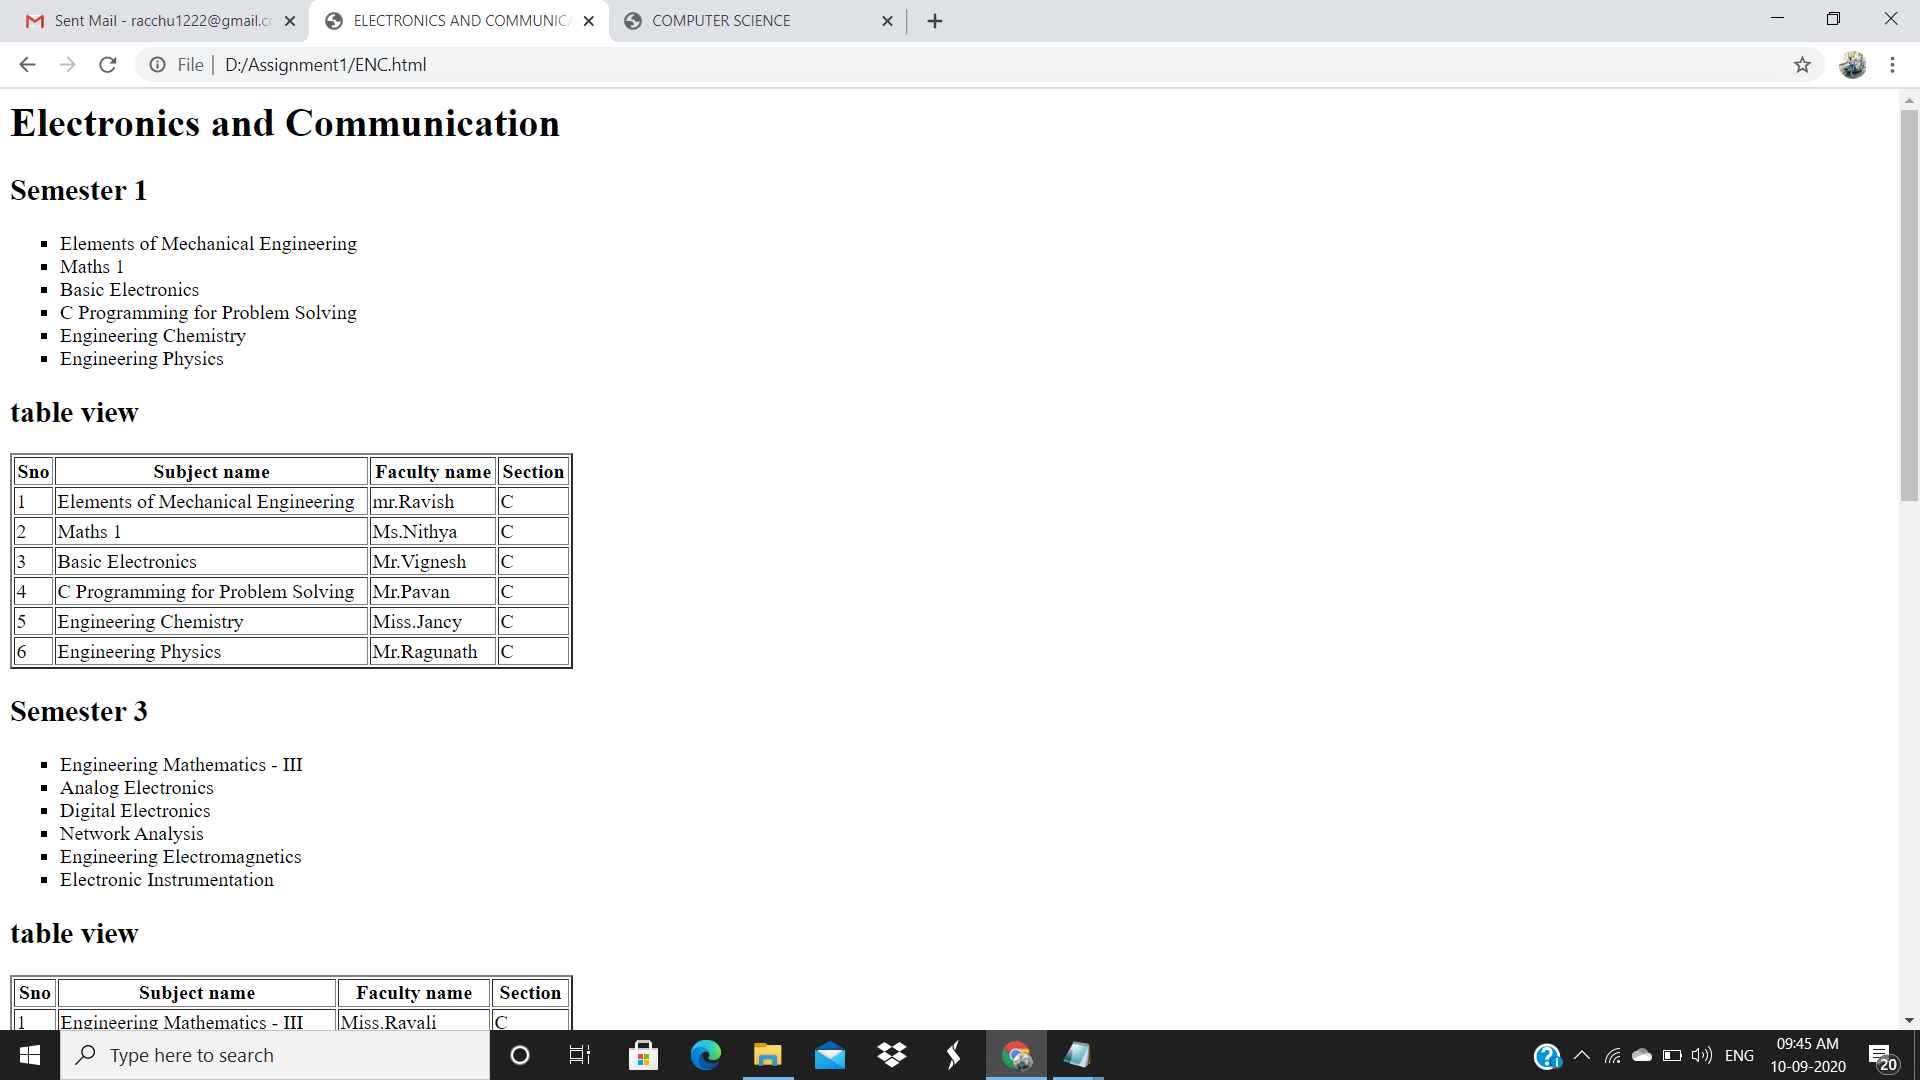 Sent Mail - racchu1222@gmail.c
ELECTRONICS AND COMMUNICA
COMPUTER SCIENCE
File | D:/Assignment1/ENC.html
Electronics and Communication
Semester 1
Elements of Mechanical Engineering
Maths 1
Basic Electronics
C Programming for Problem Solving
Engineering Chemistry
Engineering Physics
table view
Sno Subject name Faculty name Section
1 Elements of Mechanical Engineering mr.Ravish C
2 Maths 1 Ms.Nithya C
3 Basic Electronics Mr.Vignesh C
4 C Programming for Problem Solving Mr.Pavan C
5 Engineering Chemistry Miss.Jancy C
6 Engineering Physics Mr.Ragunath C
Semester 3
Engineering Mathematics - III
Analog Electronics
Digital Electronics
Network Analysis
Engineering Electromagnetics
Electronic Instrumentation
table view
Sno Subject name Faculty name Section
1 Engineering Mathematics - III Miss.Ravali C
Type here to search
ENG
09:45 AM
10-09-2020
20